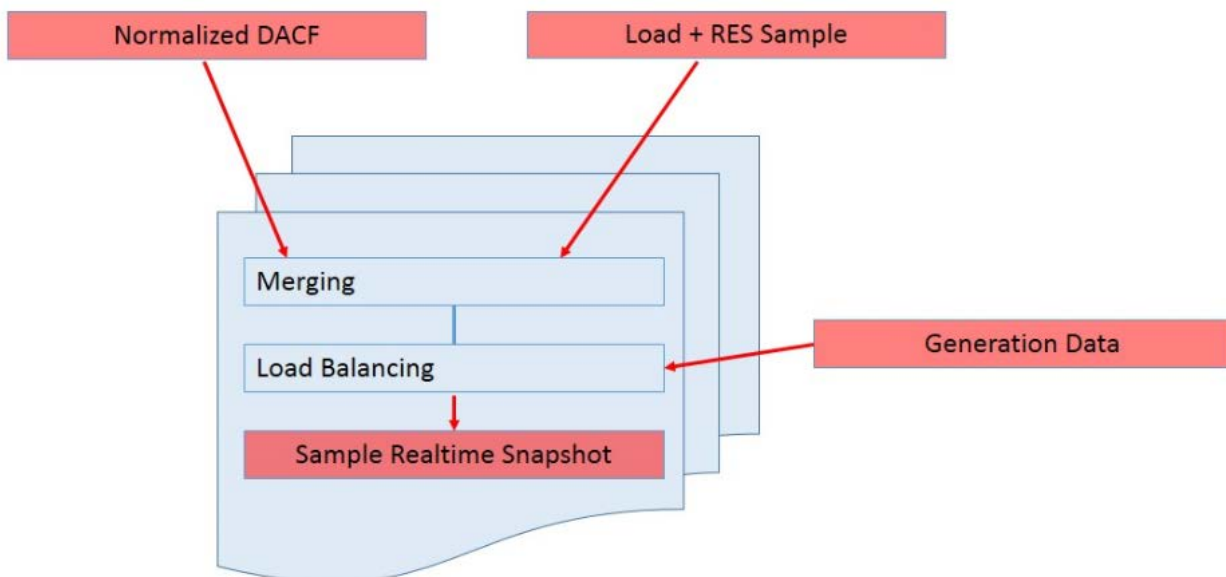 Normalized DACF
Load + RES Sample
Merging
Load Balancing
Generation Data
Sample Realtime Snapshot